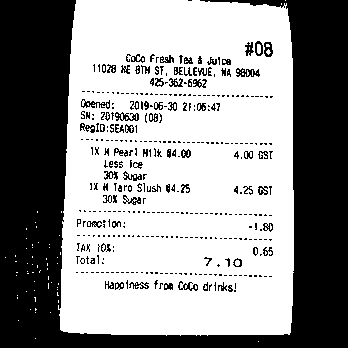 #08
CoCo Fresh Tea & Juice
11028 NE 8TH ST, BELLEVUE, WA 98004
425-362-6962
Opened: 2019-06-30 21:06:47
SN: 20190630 (08)
RegID:SEA001
1X M Pearl Milk @4.00 4.00 GST
Less Ice
30% Sugar
1X M Taro Slush @4.25 4.25 GST
30% Sugar
Promotion: -1.80
TAX 10%: 0.65
Total: 7.10
Happiness from CoCo drinks!